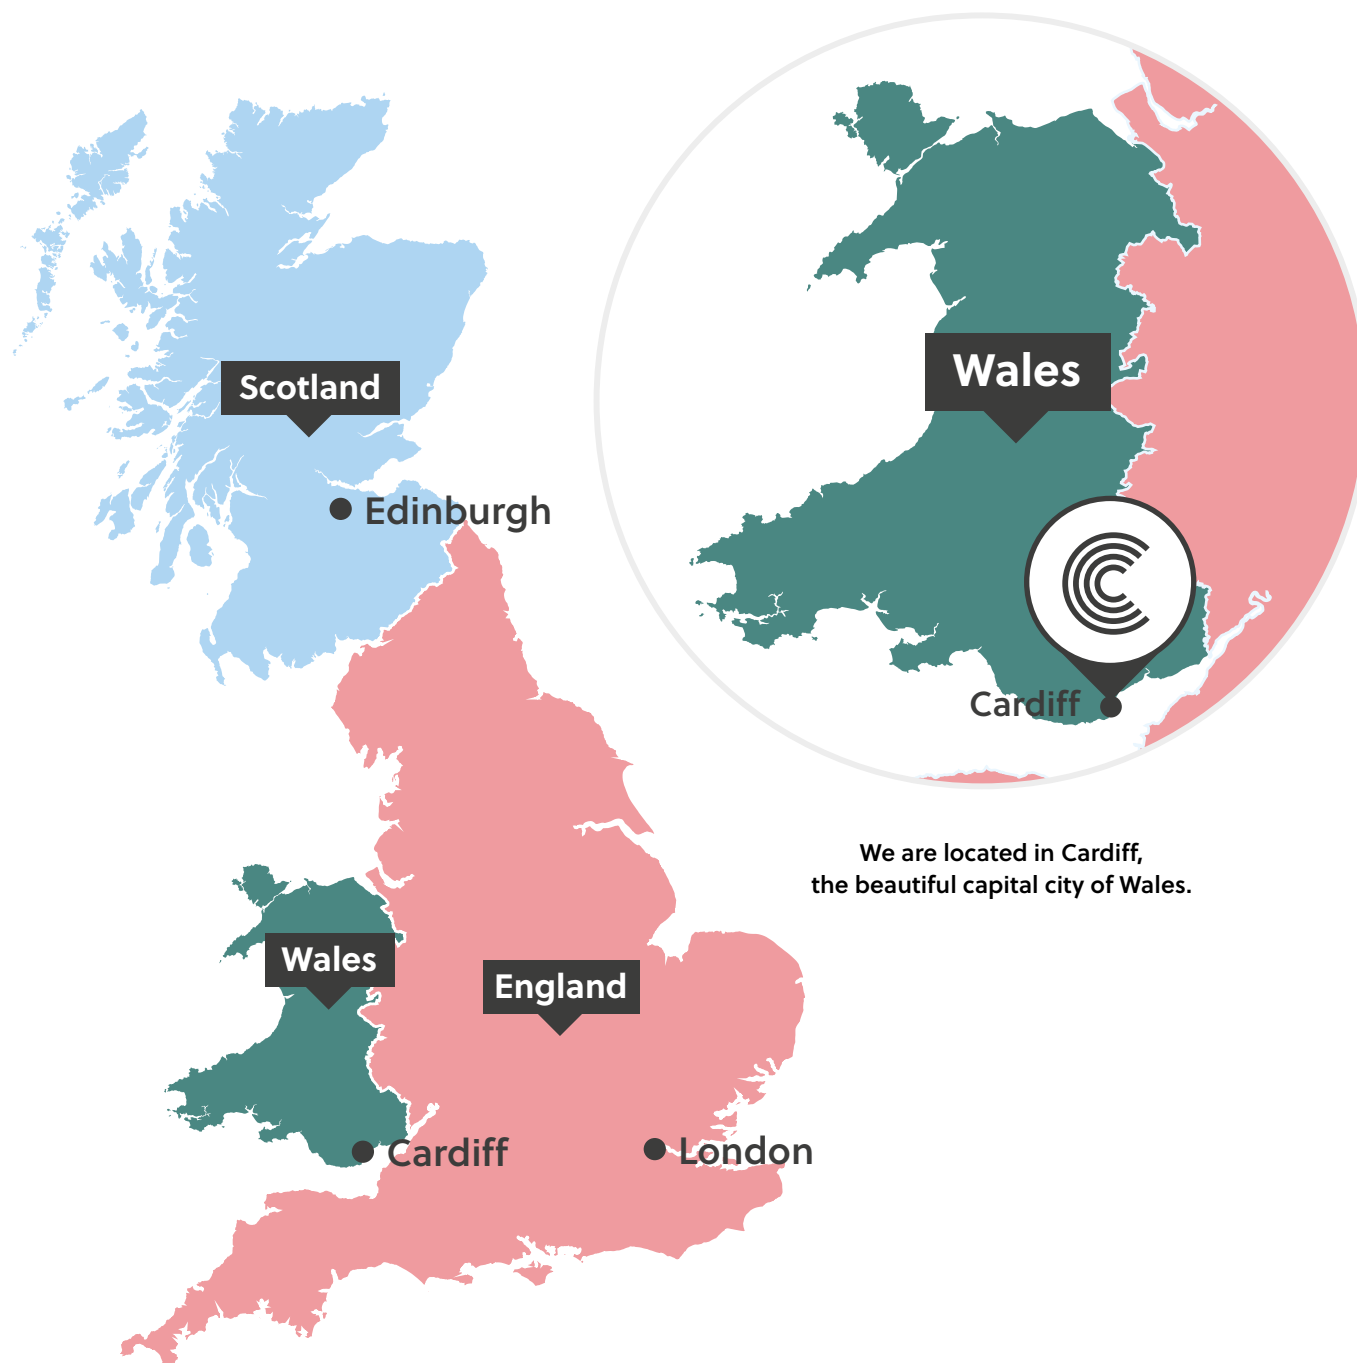 Scotland
Edinburgh
Wales
Cardiff
We are located in Cardiff,
the beautiful capital city of Wales.
Wales
England
Cardiff
London